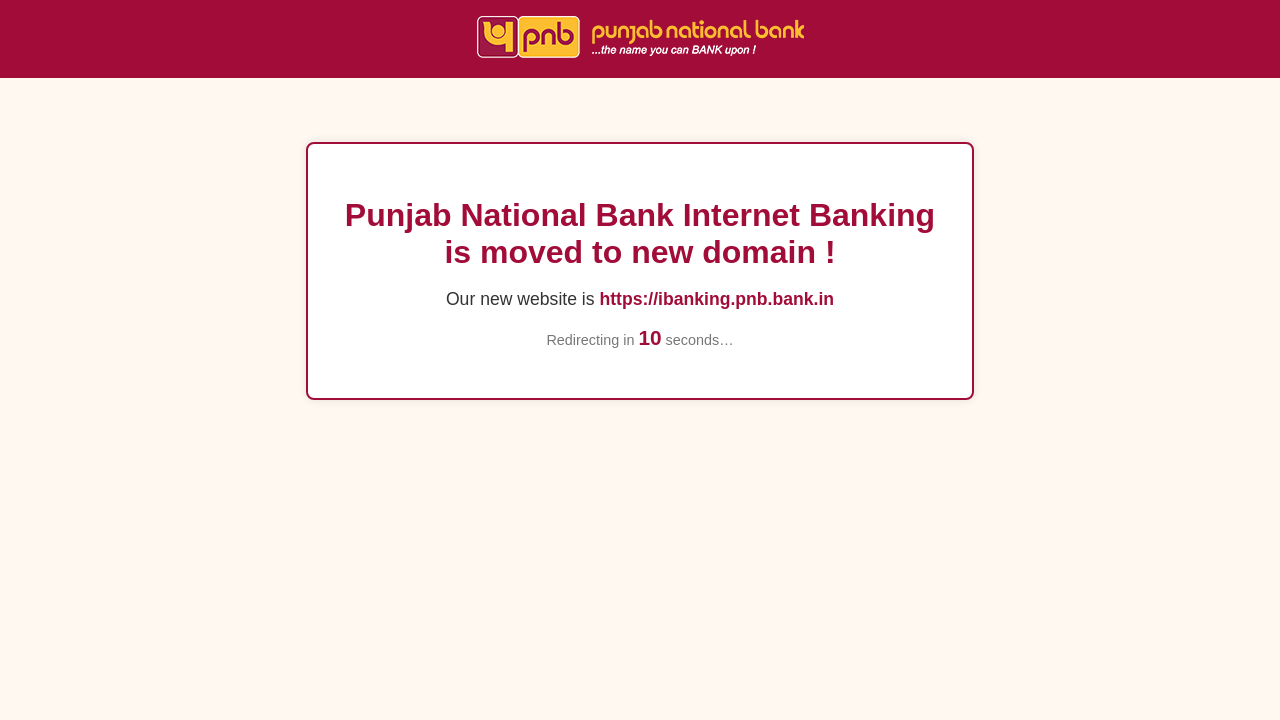 पी pnb punjab national bank
...the name you can BANK upon !
Punjab National Bank Internet Banking
is moved to new domain !
Our new website is https://ibanking.pnb.bank.in
Redirecting in 10 seconds…